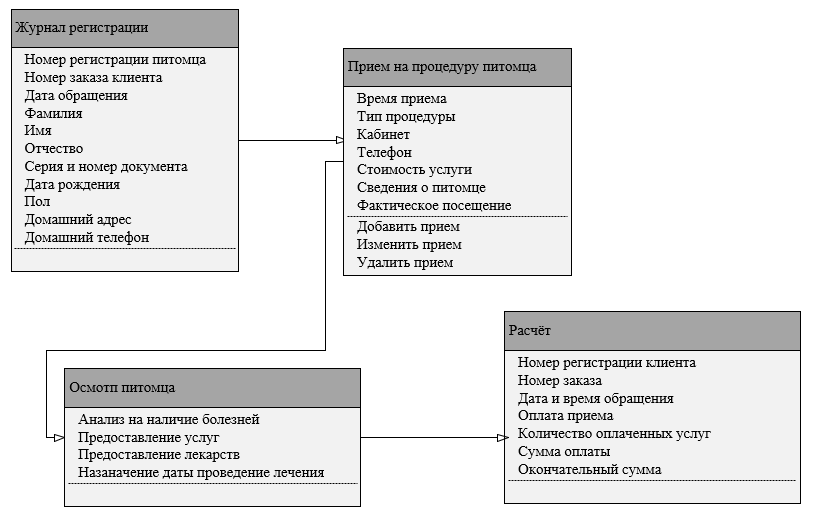 Журнал регистрации
Номер регистрации питомца
Номер заказа клиента
Дата обращения
Фамилия
Имя
Отчество
Серия и номер документа
Дата рождения
Пол
Домашний адрес
Домашний телефон
Прием на процедуру питомца
Время приема
Тип процедуры
Кабинет
Телефон
Стоимость услуги
Сведения о питомце
Фактическое посещение
Добавить прием
Изменить прием
Удалить прием
Осмотп питомца
Анализ на наличие болезней
Предоставление услуг
Предоставление лекарств
Назаначение даты проведение лечения
Расчёт
Номер регистрации клиента
Номер заказа
Дата и время обращения
Оплата приема
Количество оплаченных услуг
Сумма оплаты
Окончательный сумма